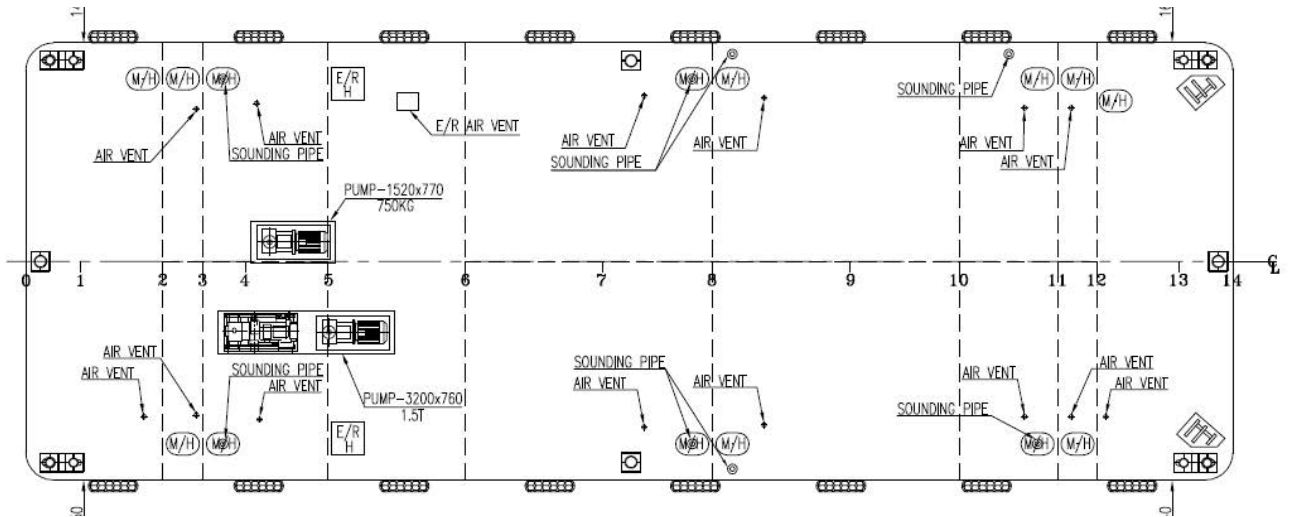 M/H M/H M/H E/R M/H M/H M/H M/H
H
M/H
SOUNDING PIPE
E/R AIR VENT
AIR VENT AIR VENT AIR VENT AIR VENT
AIR VENT SOUNDING PIPE SOUNDING PIPE AIR VENT AIR VENT
PUMP-1520x770
750KG
0 1 2 3 4 5 6 7 8 9 10 11 12 13 14 CL
AIR VENT SOUNDING PIPE SOUNDING PIPE AIR VENT
AIR VENT AIR VENT AIR VENT AIR VENT AIR VENT AIR VENT
PUMP-3200x760
1.5T
SOUNDING PIPE
E/R
H
M/H M/H M/H M/H M/H M/H